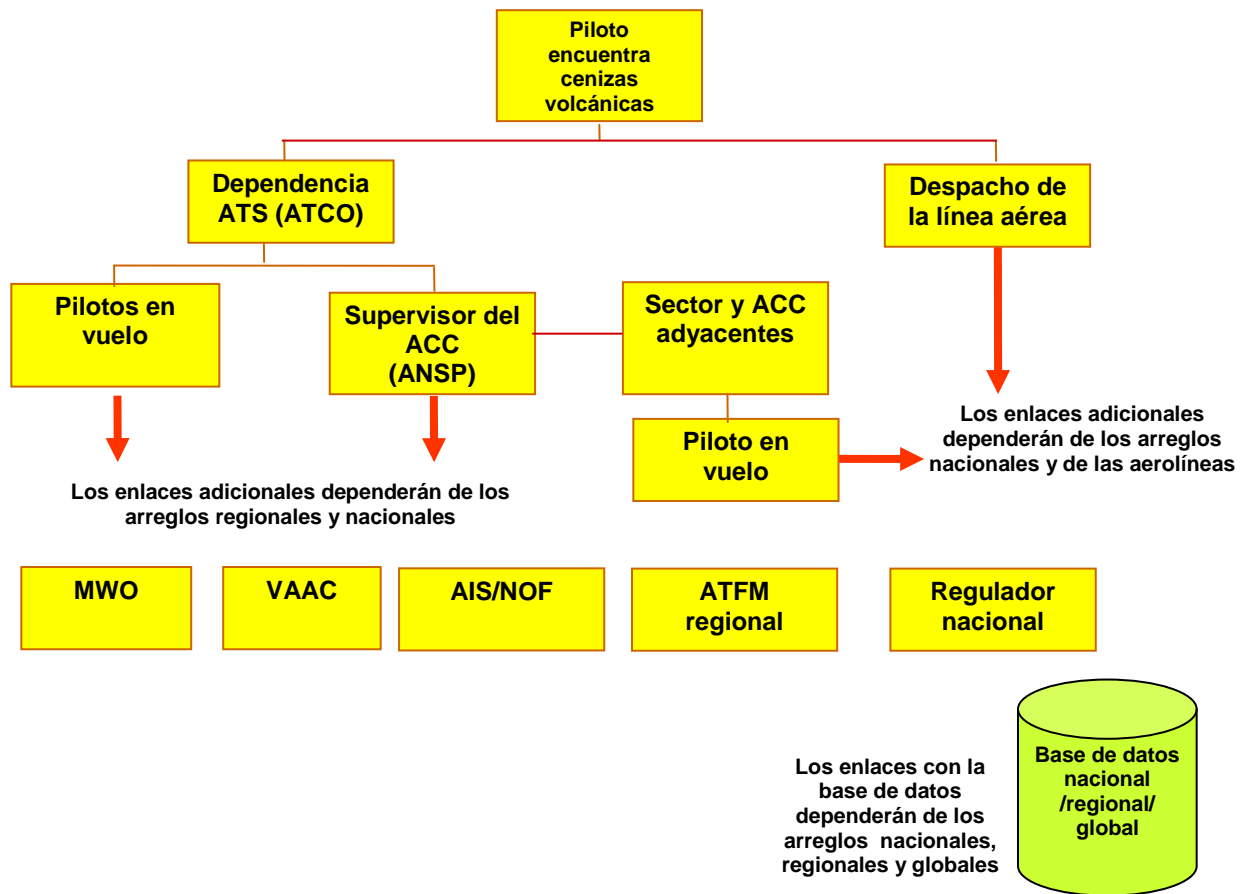 Piloto
encuentra
cenizas
volcánicas
Dependencia
ATS (ATCO)
Despacho de
la línea aérea
Pilotos en
vuelo
Supervisor del
ACC
(ANSP)
Sector y ACC
adyacentes
Piloto en
vuelo
Los enlaces adicionales
dependerán de los arreglos
nacionales y de las aerolíneas
Los enlaces adicionales dependerán de los
arreglos regionales y nacionales
MWO
VAAC
AIS/NOF
ATFM
regional
Regulador
nacional
Los enlaces con la
base de datos
dependerán de los
arreglos nacionales,
regionales y globales
Base de datos
nacional
/regional/
global